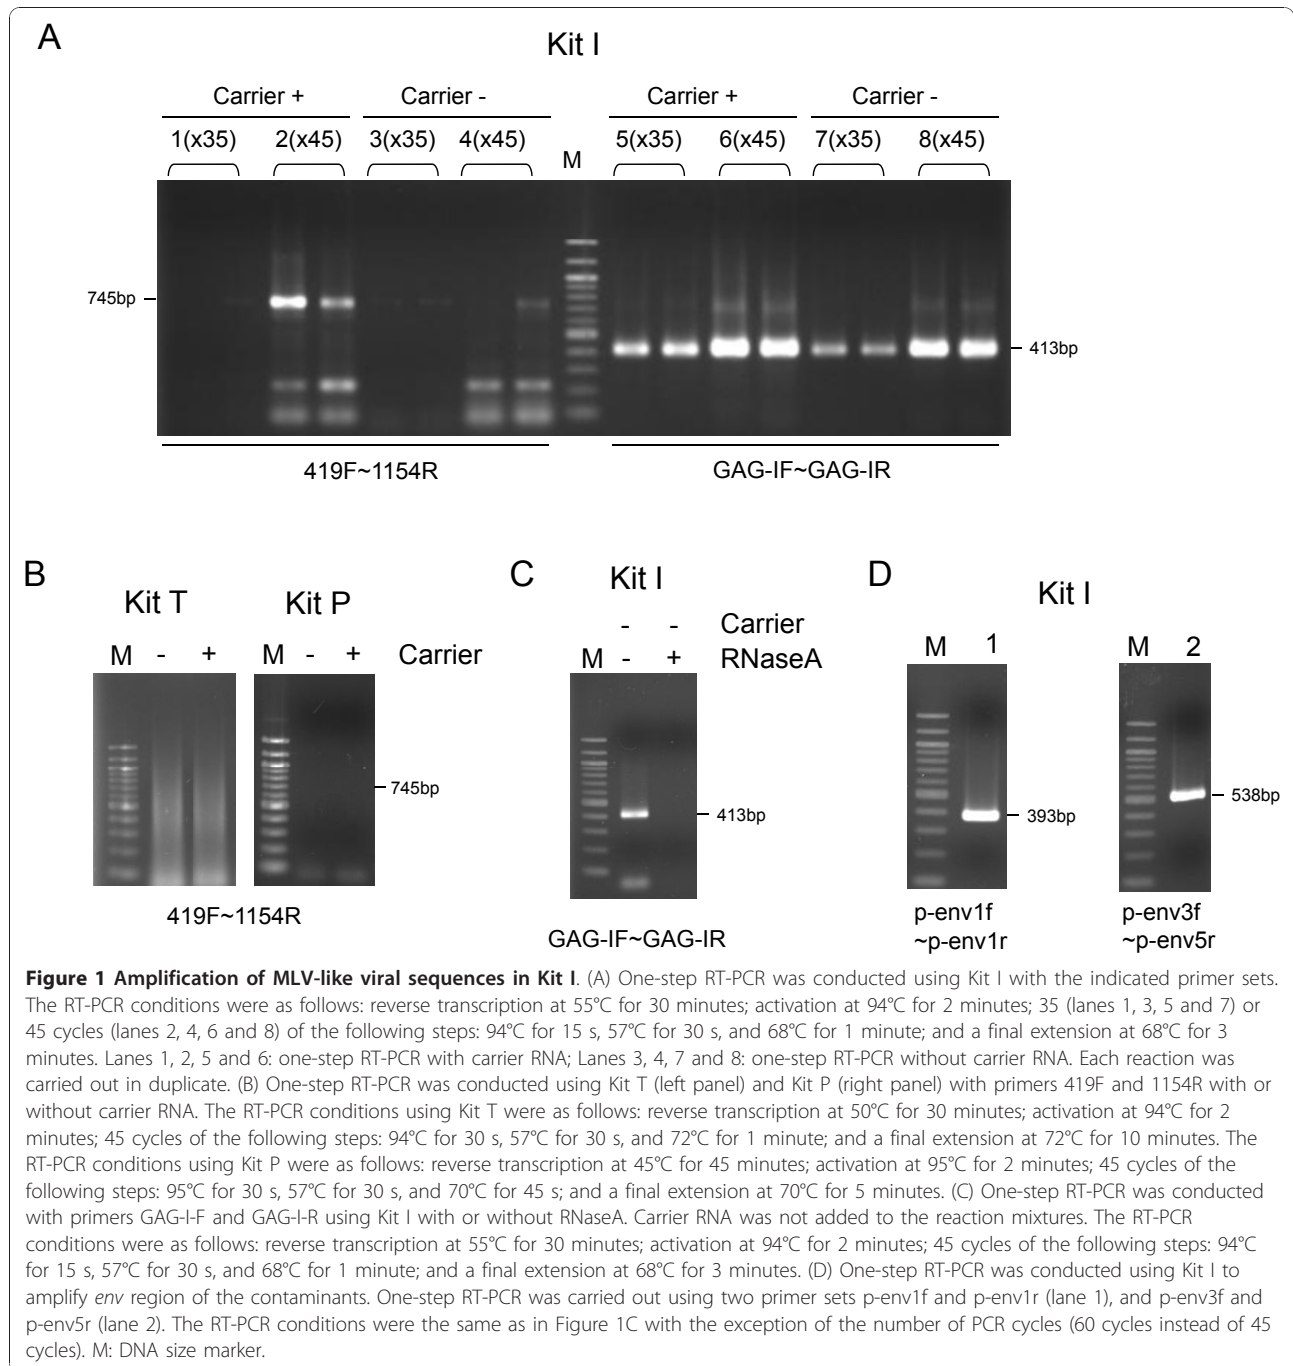 A
Kit I
Carrier + Carrier - Carrier + Carrier -
1(x35) 2(x45) 3(x35) 4(x45) M 5(x35) 6(x45) 7(x35) 8(x45)
745bp
413bp
419F~1154R GAG-IF~GAG-IR
B
Kit T Kit P
M - + M - + Carrier
745bp
419F~1154R
C
Kit I
- - Carrier
M - + RNaseA
413bp
GAG-IF~GAG-IR
D
Kit I
M 1 M 2
393bp
538bp
p-env1f
~p-env1r
p-env3f
~p-env5r
Figure 1 Amplification of MLV-like viral sequences in Kit I. (A) One-step RT-PCR was conducted using Kit I with the indicated primer sets.
The RT-PCR conditions were as follows: reverse transcription at 55°C for 30 minutes; activation at 94°C for 2 minutes; 35 (lanes 1, 3, 5 and 7) or
45 cycles (lanes 2, 4, 6 and 8) of the following steps: 94°C for 15 s, 57°C for 30 s, and 68°C for 1 minute; and a final extension at 68°C for 3
minutes. Lanes 1, 2, 5 and 6: one-step RT-PCR with carrier RNA; Lanes 3, 4, 7 and 8: one-step RT-PCR without carrier RNA. Each reaction was
carried out in duplicate. (B) One-step RT-PCR was conducted using Kit T (left panel) and Kit P (right panel) with primers 419F and 1154R with or
without carrier RNA. The RT-PCR conditions using Kit T were as follows: reverse transcription at 50°C for 30 minutes; activation at 94°C for 2
minutes; 45 cycles of the following steps: 94°C for 30 s, 57°C for 30 s, and 72°C for 1 minute; and a final extension at 72°C for 10 minutes. The
RT-PCR conditions using Kit P were as follows: reverse transcription at 45°C for 45 minutes; activation at 95°C for 2 minutes; 45 cycles of the
following steps: 95°C for 30 s, 57°C for 30 s, and 70°C for 45 s; and a final extension at 70°C for 5 minutes. (C) One-step RT-PCR was conducted
with primers GAG-I-F and GAG-I-R using Kit I with or without RNaseA. Carrier RNA was not added to the reaction mixtures. The RT-PCR
conditions were as follows: reverse transcription at 55°C for 30 minutes; activation at 94°C for 2 minutes; 45 cycles of the following steps: 94°C
for 15 s, 57°C for 30 s, and 68°C for 1 minute; and a final extension at 68°C for 3 minutes. (D) One-step RT-PCR was conducted using Kit I to
amplify env region of the contaminants. One-step RT-PCR was carried out using two primer sets p-env1f and p-env1r (lane 1), and p-env3f and
p-env5r (lane 2). The RT-PCR conditions were the same as in Figure 1C with the exception of the number of PCR cycles (60 cycles instead of 45
cycles). M: DNA size marker.